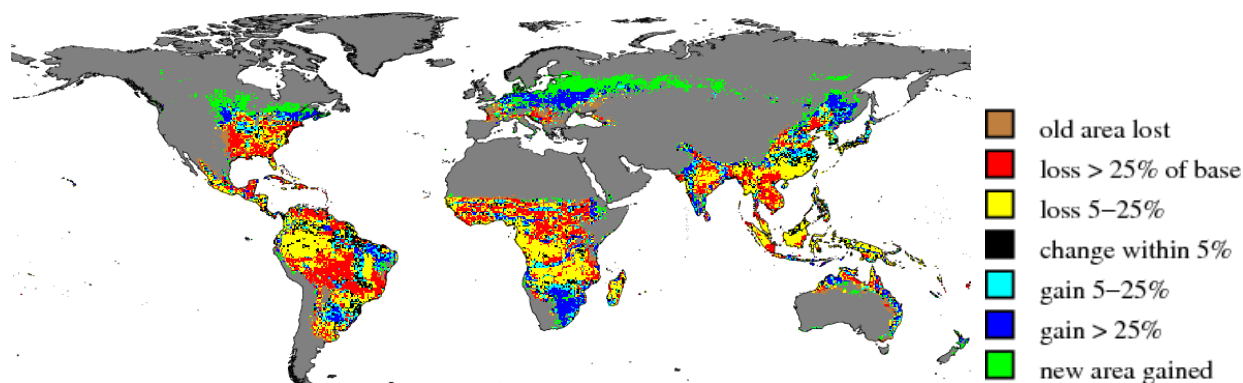 old area lost
loss > 25% of base
loss 5–25%
change within 5%
gain 5–25%
gain > 25%
new area gained